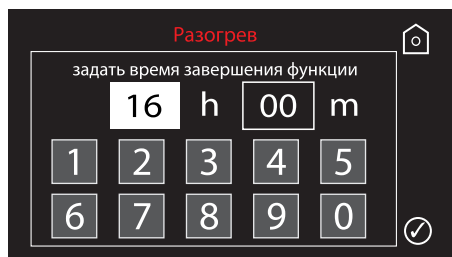 Разогрев
задать время завершения функции
16 h 00 m
1 2 3 4 5
6 7 8 9 0